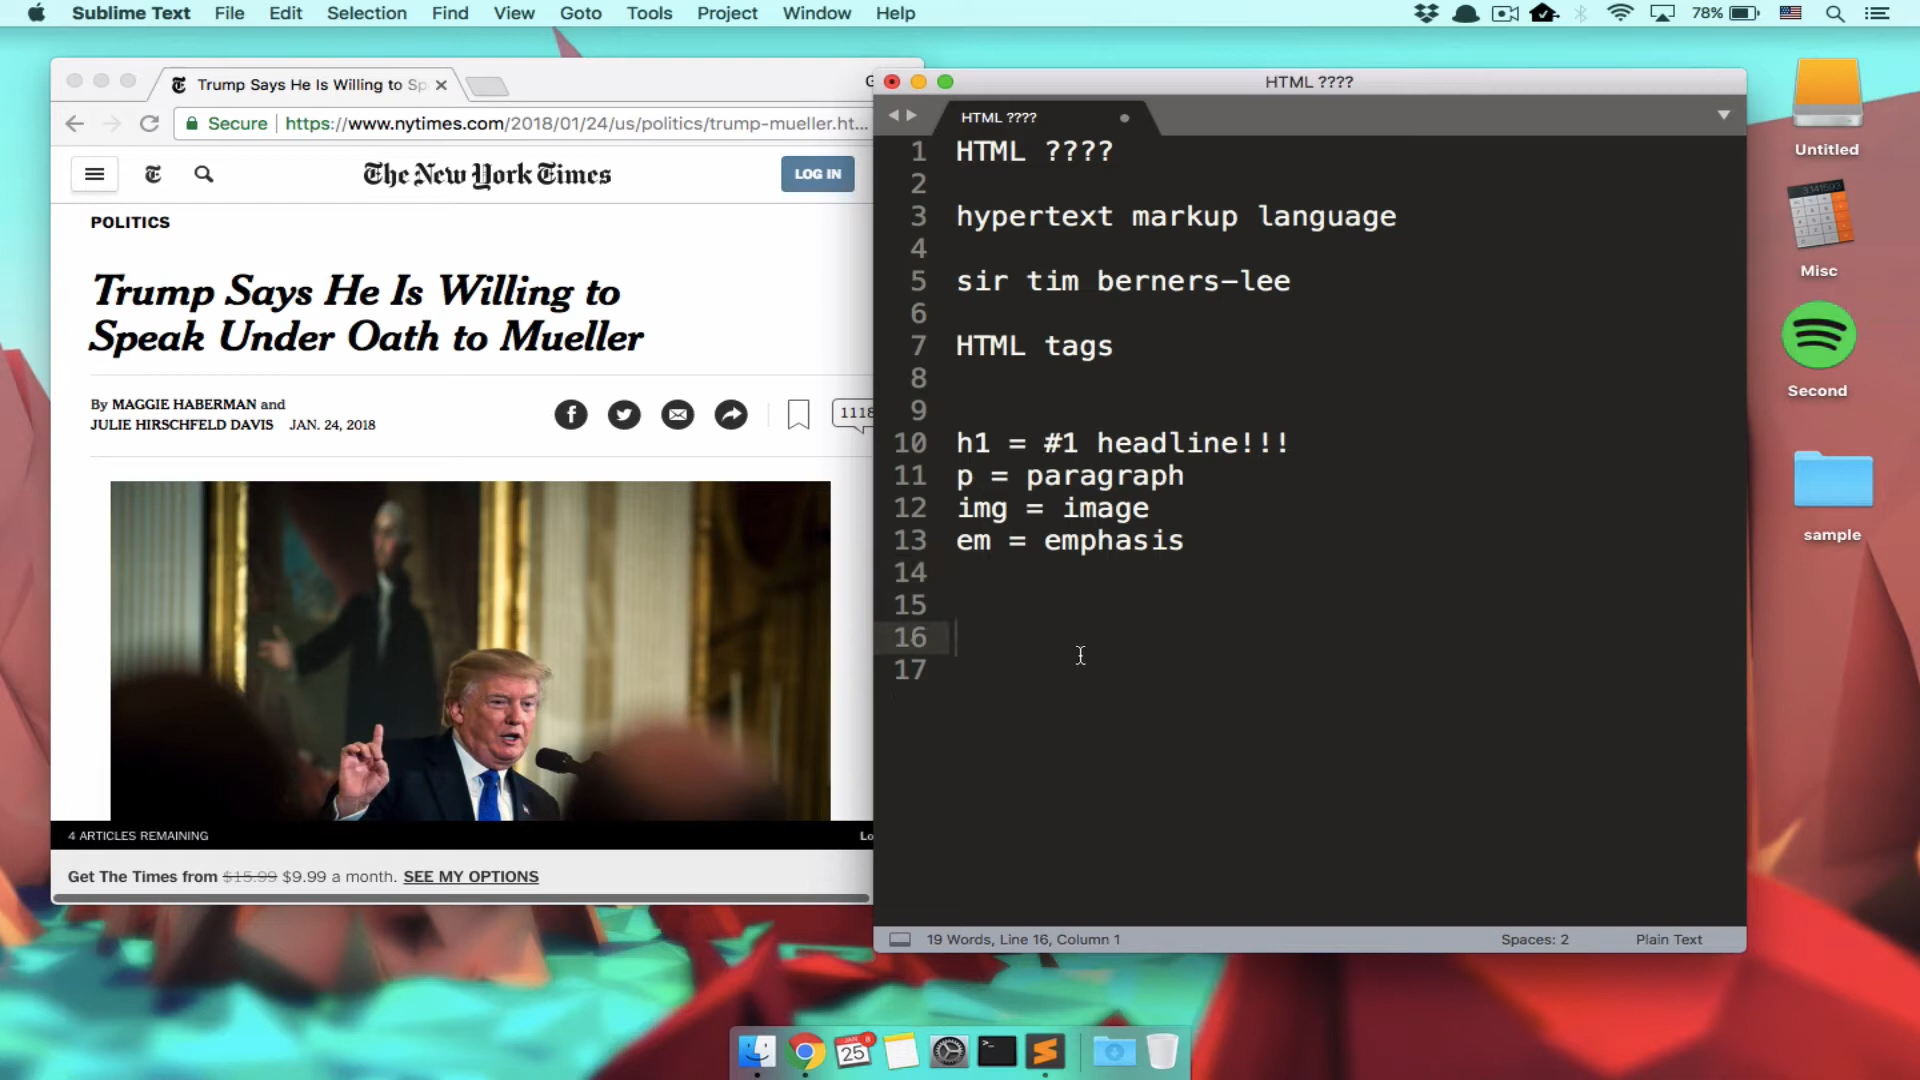 Sublime Text File Edit Selection Find View Goto Tools Project Window Help
78%
Trump Says He Is Willing to Sp
Secure https://www.nytimes.com/2018/01/24/us/politics/trump-mueller.ht...
The New York Times
LOG IN
POLITICS
Trump Says He Is Willing to
Speak Under Oath to Mueller
By MAGGIE HABERMAN and
JULIE HIRSCHFELD DAVIS JAN. 24, 2018
1118
4 ARTICLES REMAINING
Lo
Get The Times from $15.99 $9.99 a month. SEE MY OPTIONS
HTML ????
HTML ????
1 HTML ????
2
3 hypertext markup language
4
5 sir tim berners-lee
6
7 HTML tags
8
9
10 h1 = #1 headline!!!
11 p = paragraph
12 img = image
13 em = emphasis
14
15
16
17
19 Words, Line 16, Column 1 Spaces: 2 Plain Text
Untitled
Misc
Second
sample
JAN
25
8